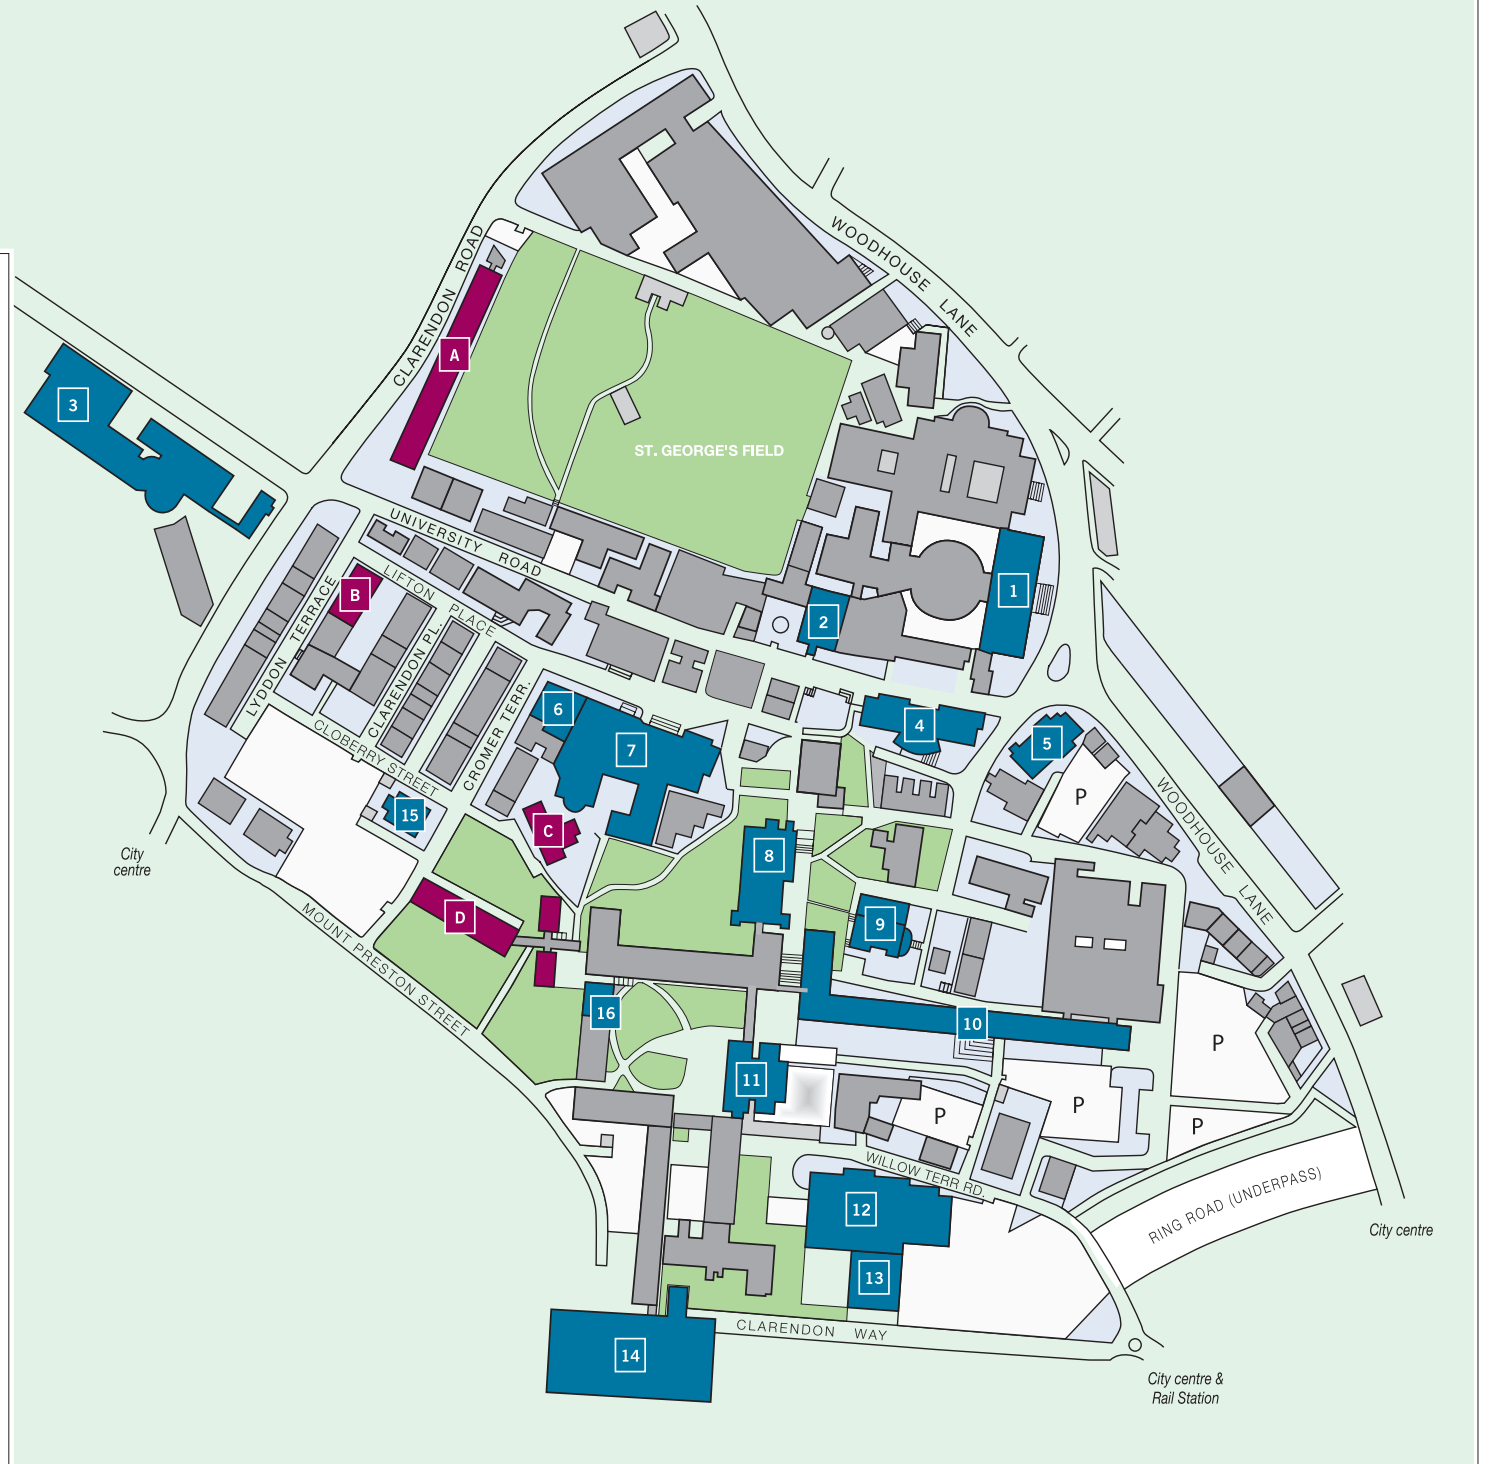 WOODHOUSE LANE
CLARENDON ROAD
A
3
ST. GEORGE'S FIELD
UNIVERSITY ROAD
1
B
LIFTON PLACE
2
LYDDON TERRACE
CLARENDON PL.
CROMER TERR.
6
4
7
5
CLOBERRY STREET
P
WOODHOUSE LANE
15
C
8
City
centre
D
9
MOUNT PRESTON STREET
16
10
P
11
P
P
P
WILLOW TERR RD.
12
RING ROAD (UNDERPASS)
City centre
13
CLARENDON WAY
14
City centre &
Rail Station